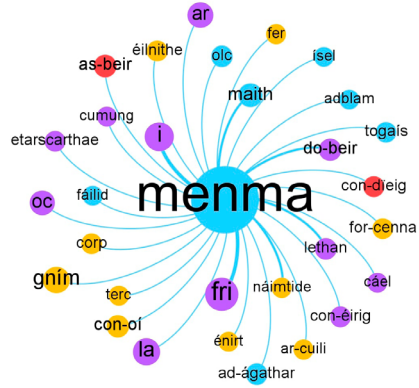 ar
fer
éilnithe
olc
ísel
as-beir
maith
adblam
cumung
i
togaís
etarscarthae
do-beir
menma
con-dïeig
fáilid
oc
for-cenna
corp
lethan
gním
cáel
fri
náimtide
terc
con-éirig
con-oí
énirt
la
ar-cuili
ad-ágathar